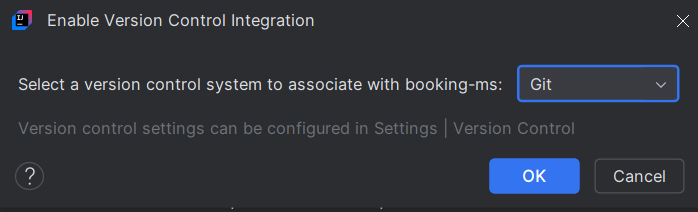 Enable Version Control Integration
Select a version control system to associate with booking-ms: Git
Version control settings can be configured in Settings | Version Control
? OK Cancel